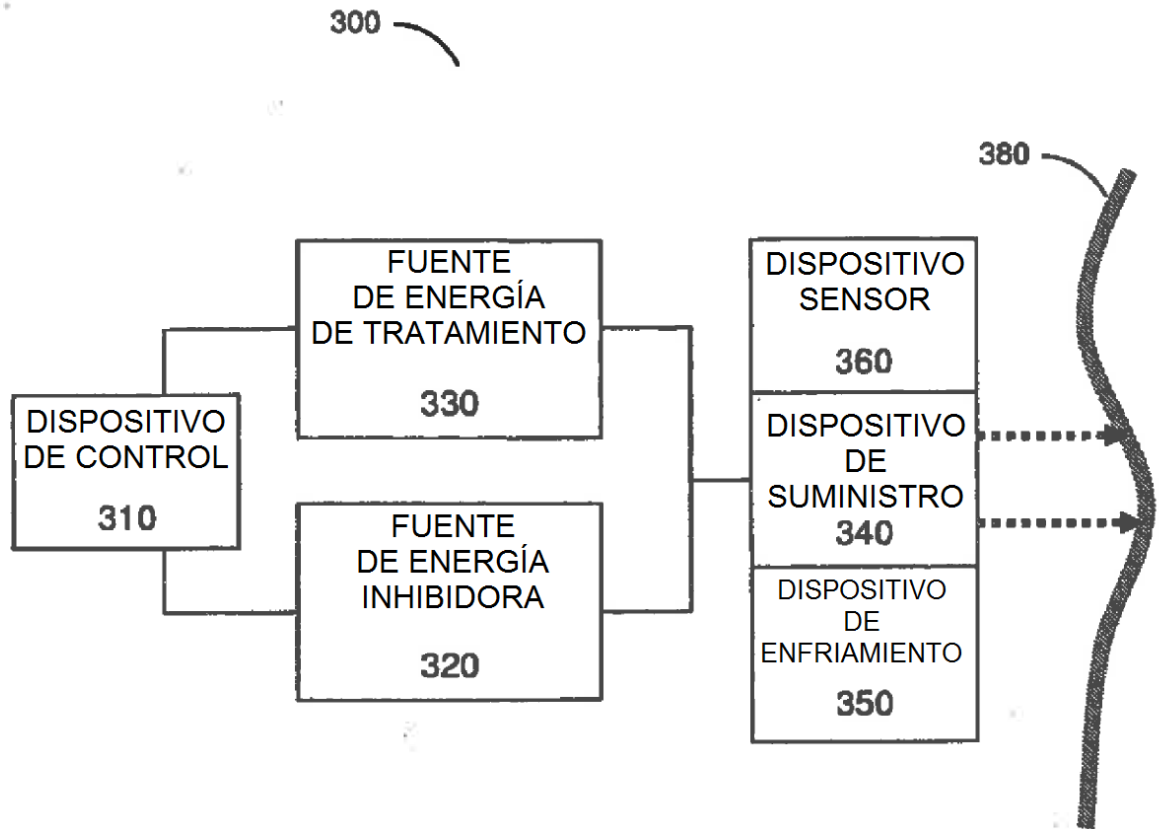 300
380
FUENTE
DE ENERGÍA
DE TRATAMIENTO
330
DISPOSITIVO
SENSOR
360
DISPOSITIVO
DE CONTROL
310
DISPOSITIVO
DE
SUMINISTRO
340
FUENTE
DE ENERGÍA
INHIBIDORA
320
DISPOSITIVO
DE
ENFRIAMIENTO
350